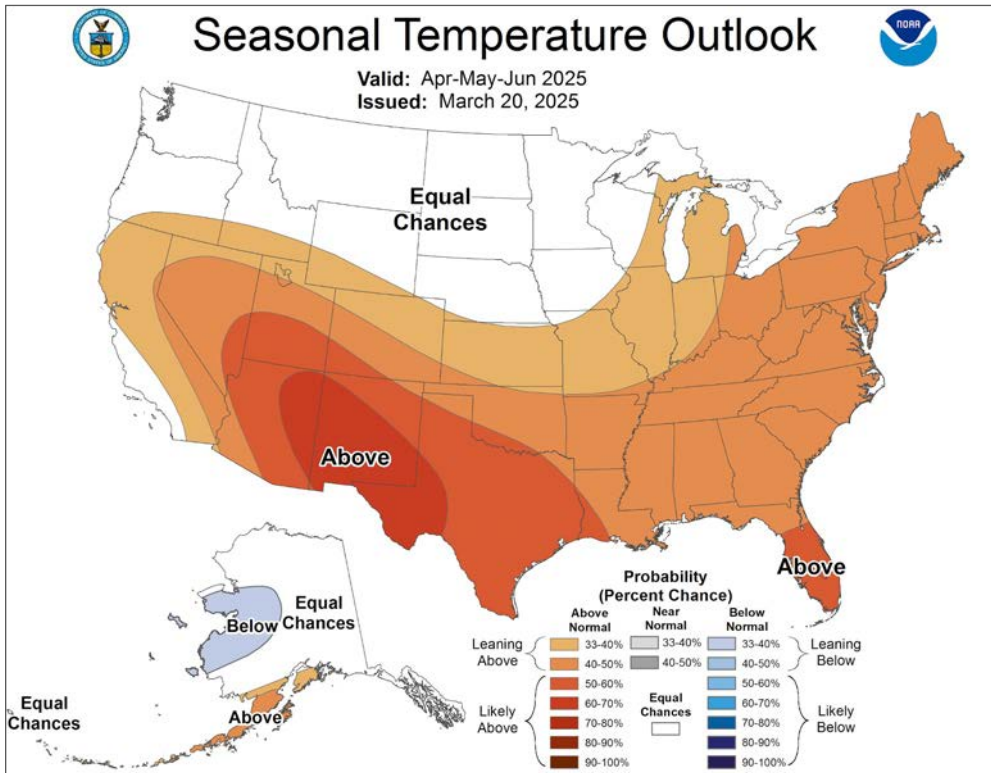 Seasonal Temperature Outlook
NOAA
Valid: Apr-May-Jun 2025
Issued: March 20, 2025
Equal
Chances
Above
Above
Below
Equal
Chances
Above
Equal
Chances
Probability
(Percent Chance)
Above
Normal
Near
Normal
Below
Normal
Leaning
Above
33-40%
40-50%
33-40%
40-50%
33-40%
40-50%
Leaning
Below
Likely
Above
50-60%
60-70%
70-80%
80-90%
90-100%
Equal
Chances
50-60%
60-70%
70-80%
80-90%
90-100%
Likely
Below